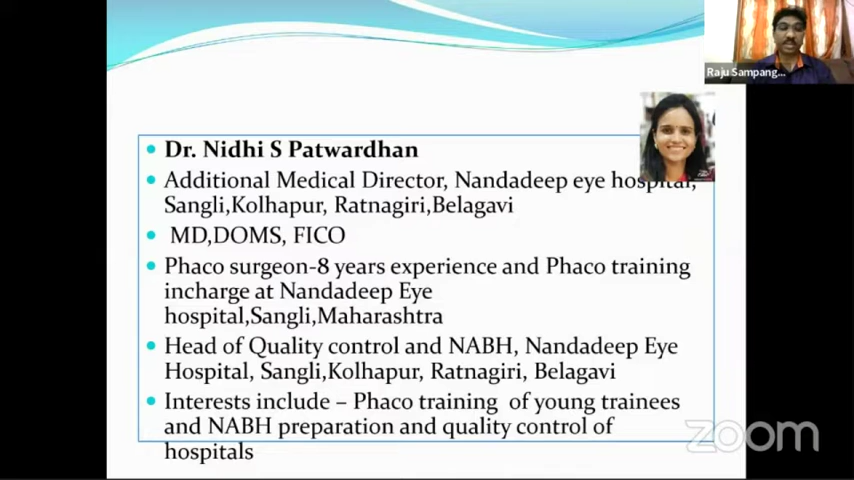 Raju Sampang...
Dr. Nidhi S Patwardhan
Additional Medical Director, Nandadeep eye hospital,
Sangli,Kolhapur, Ratnagiri,Belagavi
MD,DOMS, FICO
Phaco surgeon-8 years experience and Phaco training
incharge at Nandadeep Eye
hospital,Sangli,Maharashtra
Head of Quality control and NABH, Nandadeep Eye
Hospital, Sangli,Kolhapur, Ratnagiri, Belagavi
Interests include – Phaco training of young trainees
and NABH preparation and quality control of
hospitals
zoom